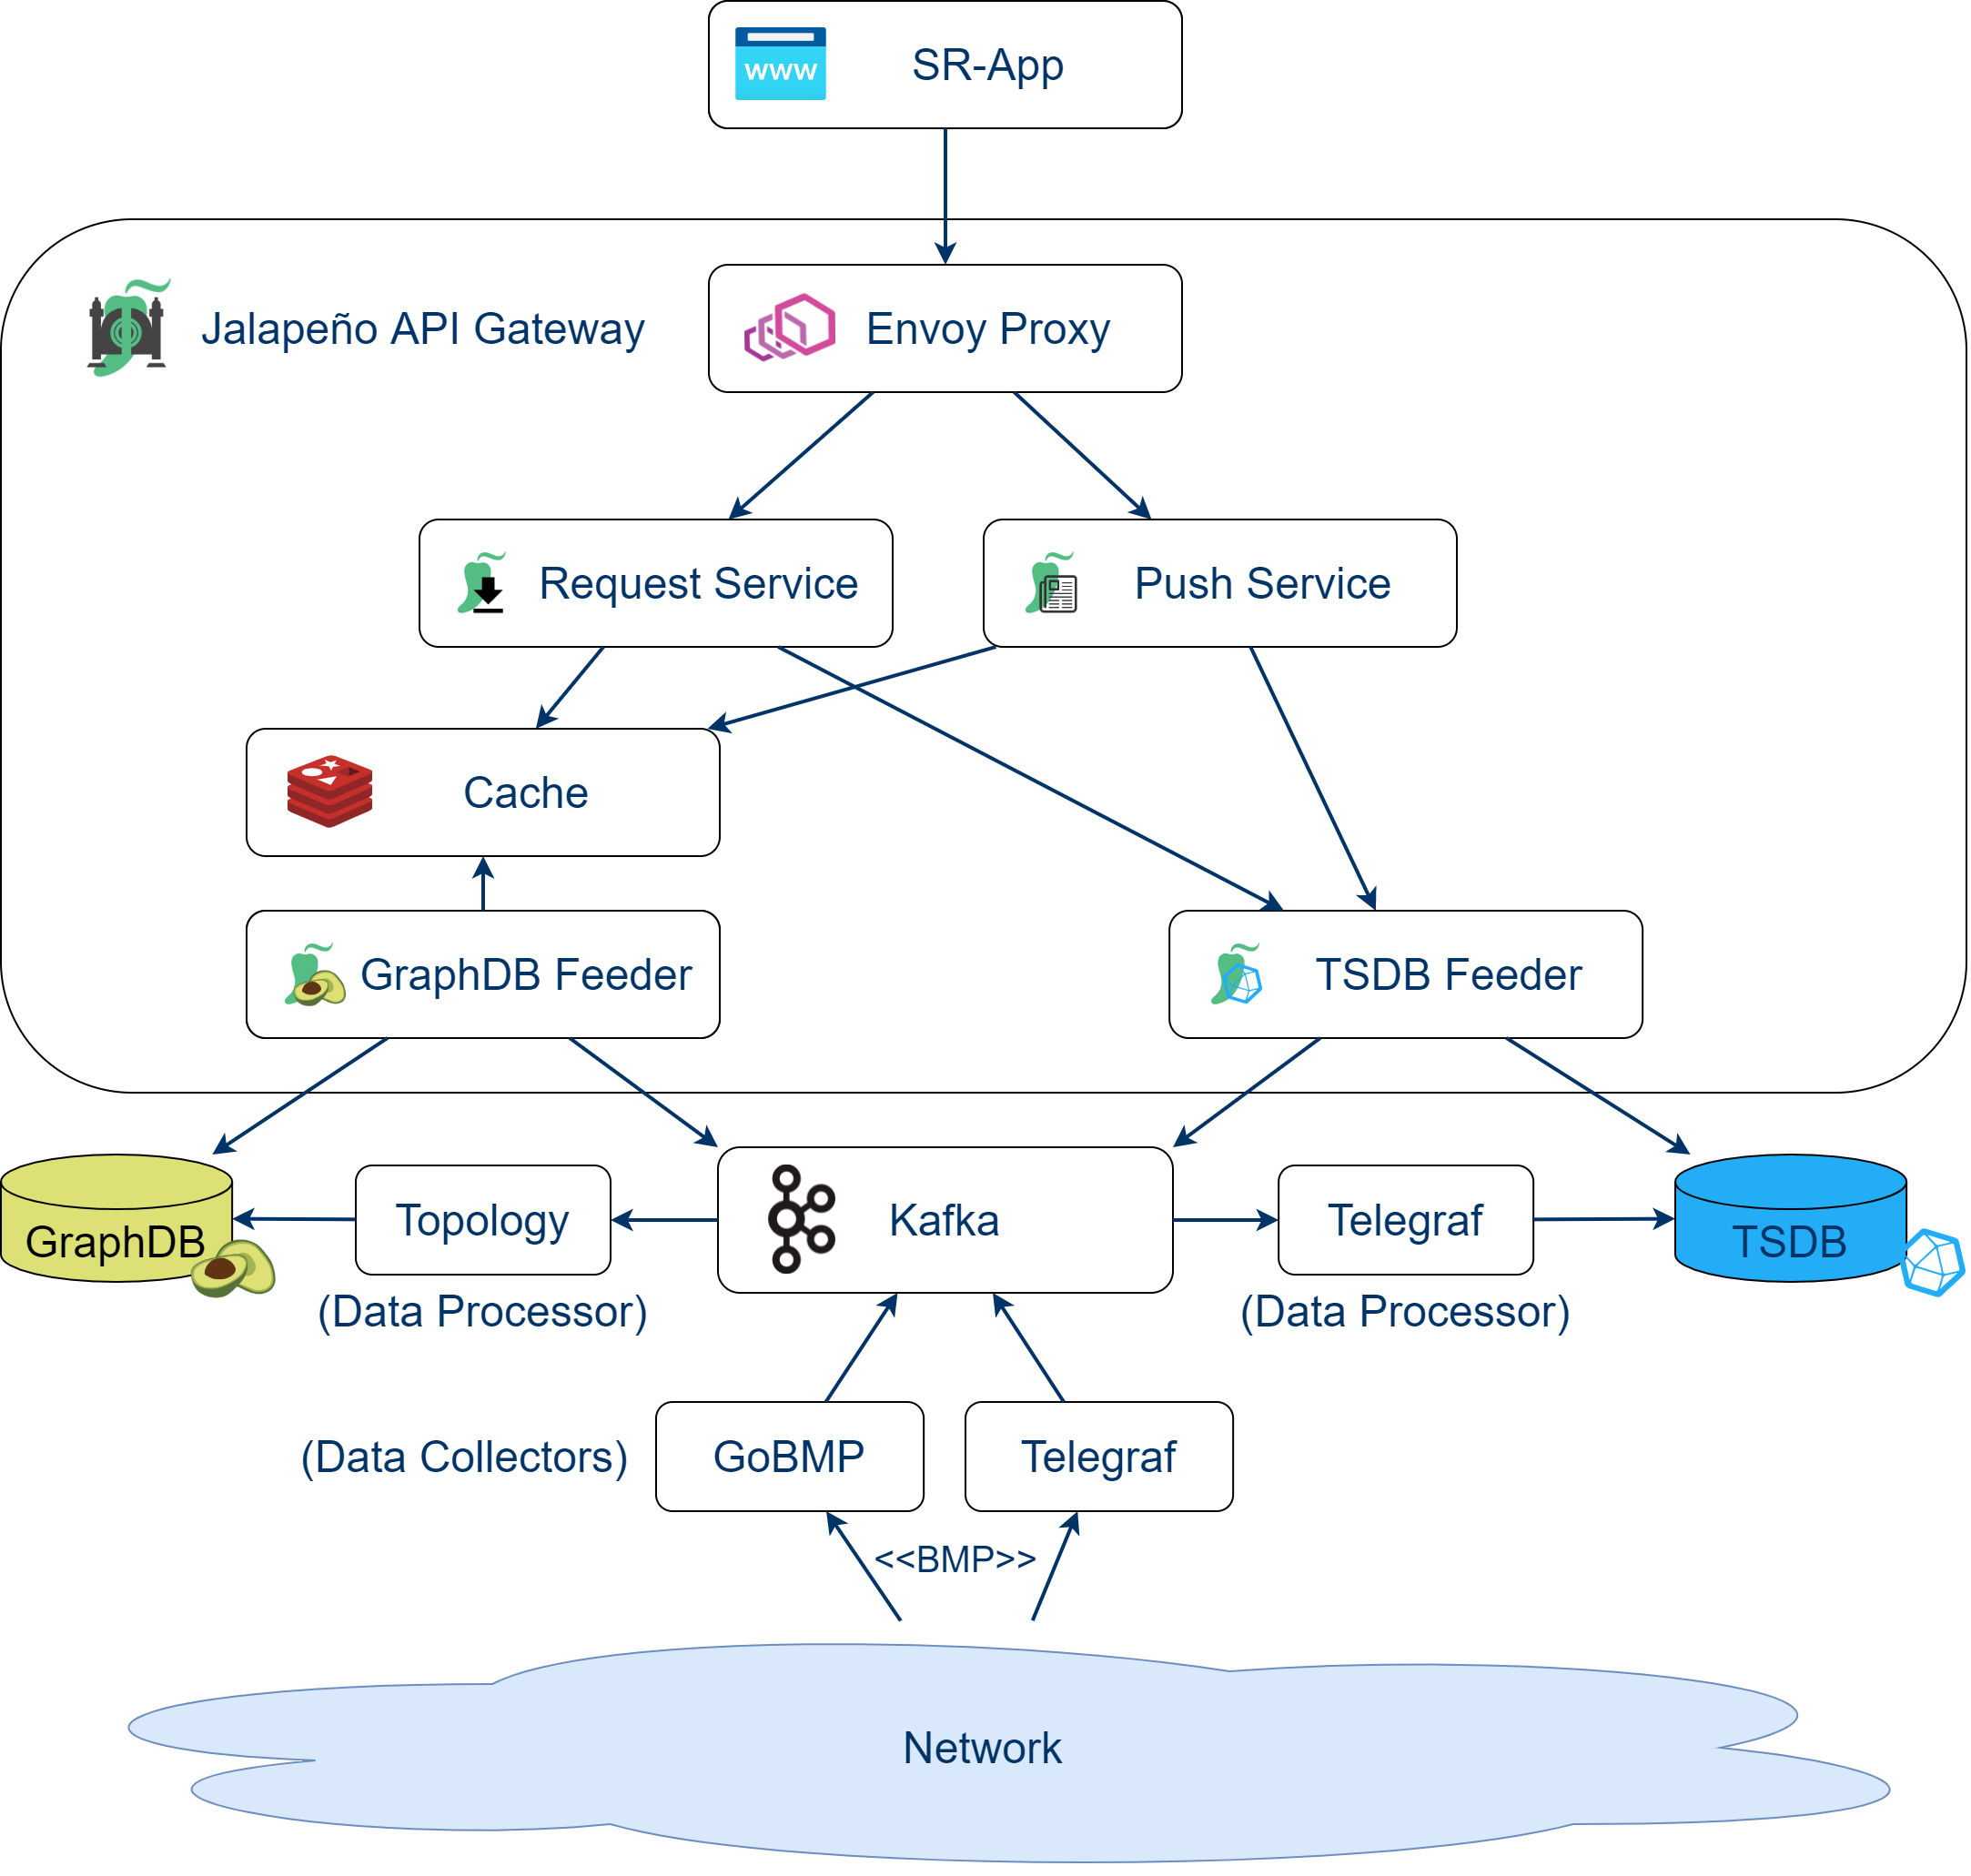 www
SR-App
Jalapeño API Gateway
Envoy Proxy
Request Service
Push Service
Cache
GraphDB Feeder
TSDB Feeder
GraphDB
Topology
Kafka
Telegraf
TSDB
(Data Processor)
(Data Processor)
(Data Collectors)
GoBMP
Telegraf
<<BMP>>
Network